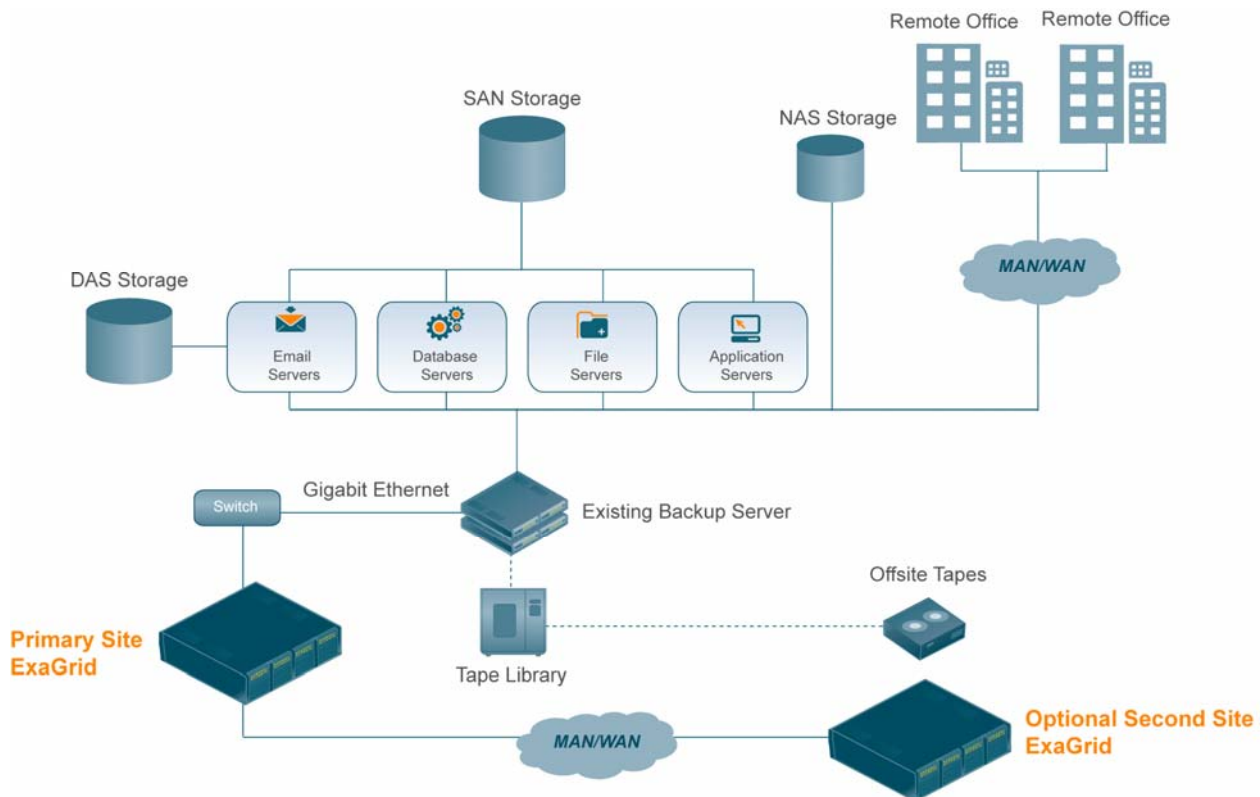 Remote Office
Remote Office
SAN Storage
NAS Storage
MAN/WAN
DAS Storage
Email
Servers
Database
Servers
File
Servers
Application
Servers
Gigabit Ethernet
Switch
Existing Backup Server
Offsite Tapes
Primary Site
ExaGrid
Tape Library
Optional Second Site
ExaGrid
MAN/WAN